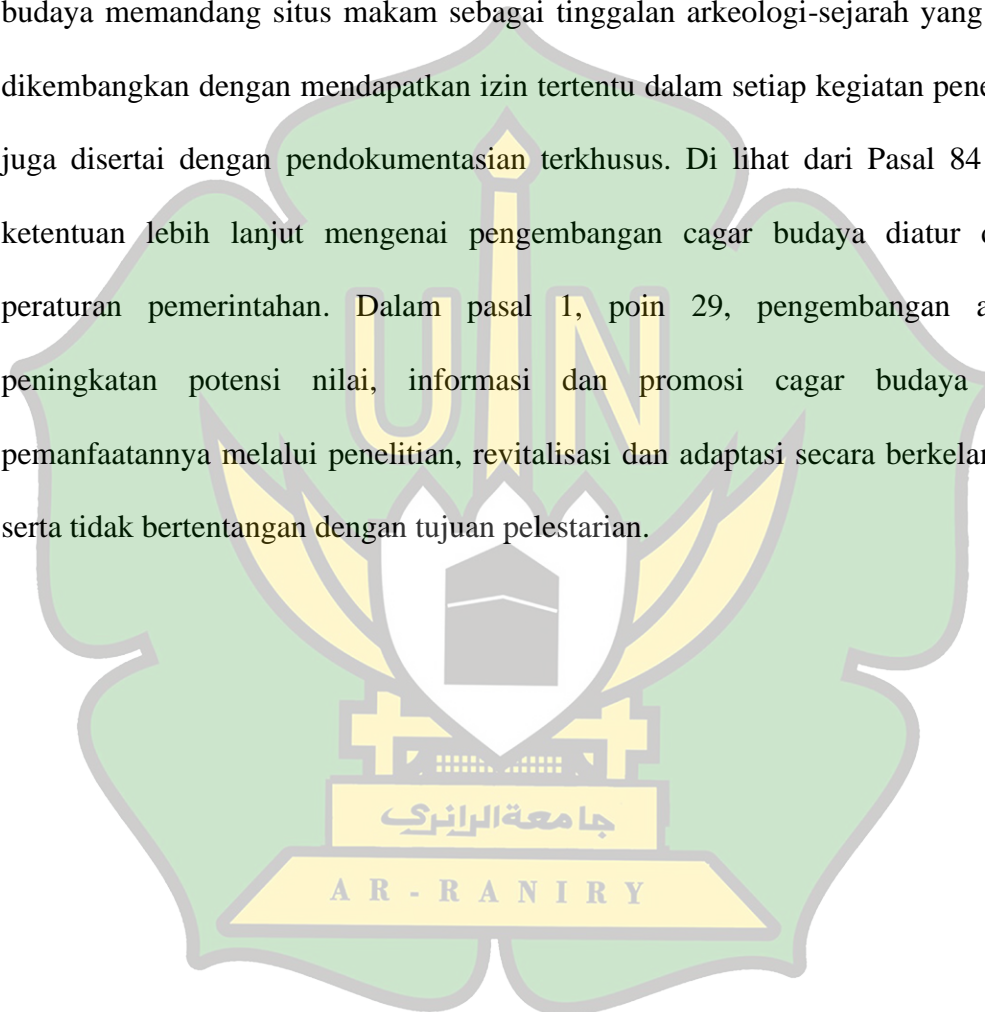 budaya memandang situs makam sebagai tinggalan arkeologi-sejarah yang
dikembangkan dengan mendapatkan izin tertentu dalam setiap kegiatan pene
juga disertai dengan pendokumentasian terkhusus. Di lihat dari Pasal 84
ketentuan lebih lanjut mengenai pengembangan cagar budaya diatur
peraturan pemerintahan. Dalam pasal 1, poin 29, pengembangan a
peningkatan potensi nilai, informasi dan promosi cagar budaya
pemanfaatannya melalui penelitian, revitalisasi dan adaptasi secara berkelan
serta tidak bertentangan dengan tujuan pelestarian.
UIN
جامعة الرانري
AR-RANIRY